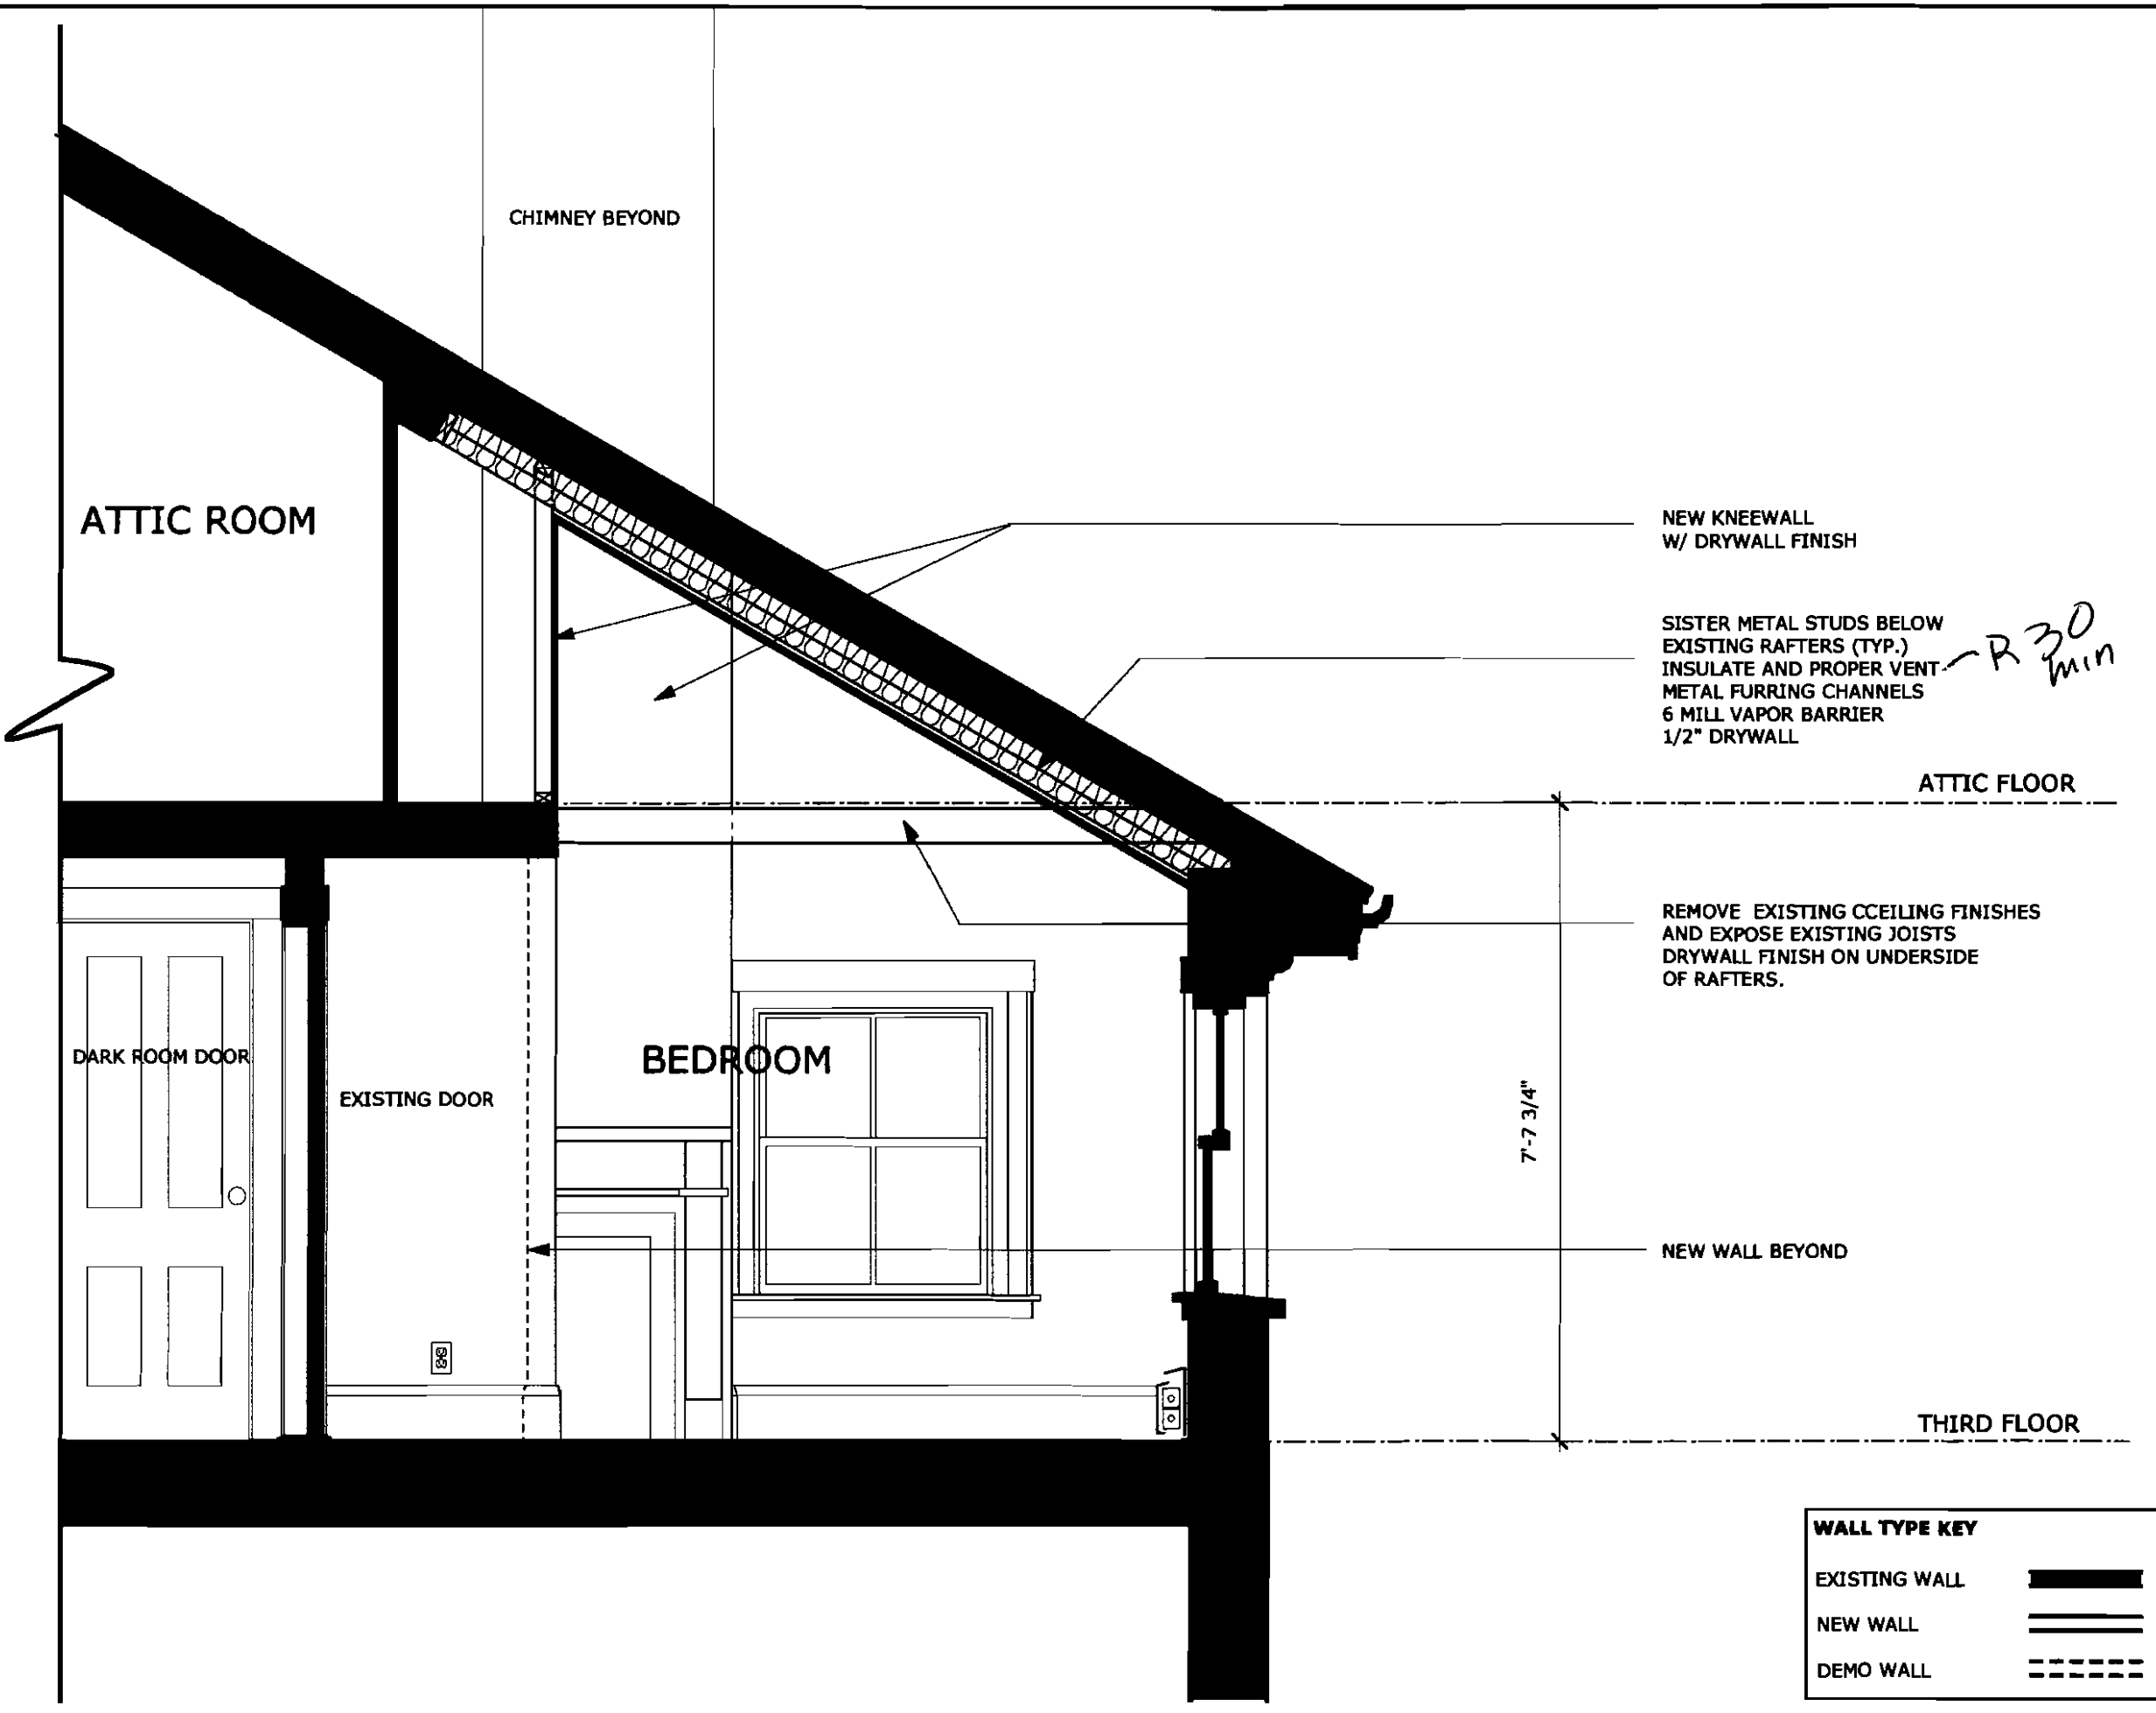 CHIMNEY BEYOND
ATTIC ROOM
NEW KNEEWALL
W/ DRYWALL FINISH
SISTER METAL STUDS BELOW
EXISTING RAFTERS (TYP.)
INSULATE AND PROPER VENT
METAL FURRING CHANNELS
6 MILL VAPOR BARRIER
1/2" DRYWALL
R 30
min
ATTIC FLOOR
REMOVE EXISTING CCEILING FINISHES
AND EXPOSE EXISTING JOISTS
DRYWALL FINISH ON UNDERSIDE
OF RAFTERS.
DARK ROOM DOOR
EXISTING DOOR
BEDROOM
7'-7 3/4"
NEW WALL BEYOND
THIRD FLOOR
WALL TYPE KEY
EXISTING WALL
NEW WALL
DEMO WALL